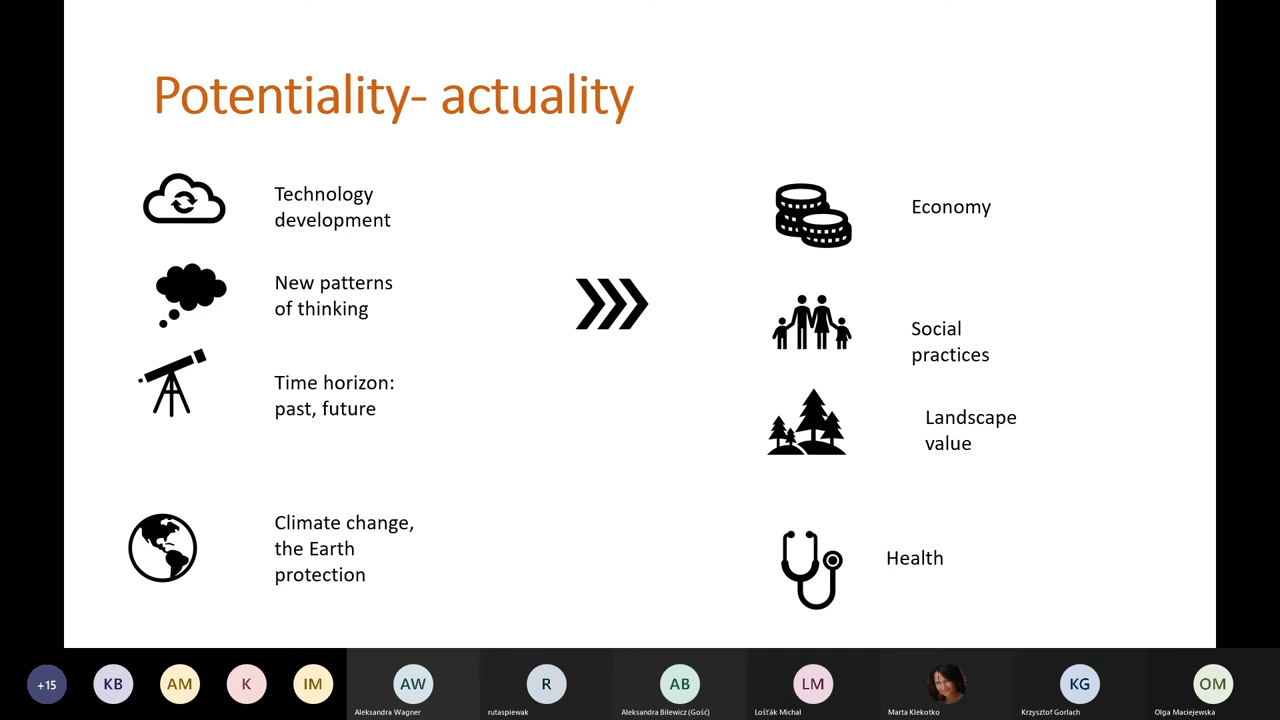 Potentiality- actuality
Technology
development
New patterns
of thinking
Time horizon:
past, future
Climate change,
the Earth
protection
Economy
Social
practices
Landscape
value
Health
+15
KB
AM
K
IM
AW
Aleksandra Wagner
R
rutaspiewak
AB
Aleksandra Bilewicz (Gość)
LM
Lošťák Michal
Marta Klekotko
KG
Krzysztof Gorlach
OM
Olga Maciejewska